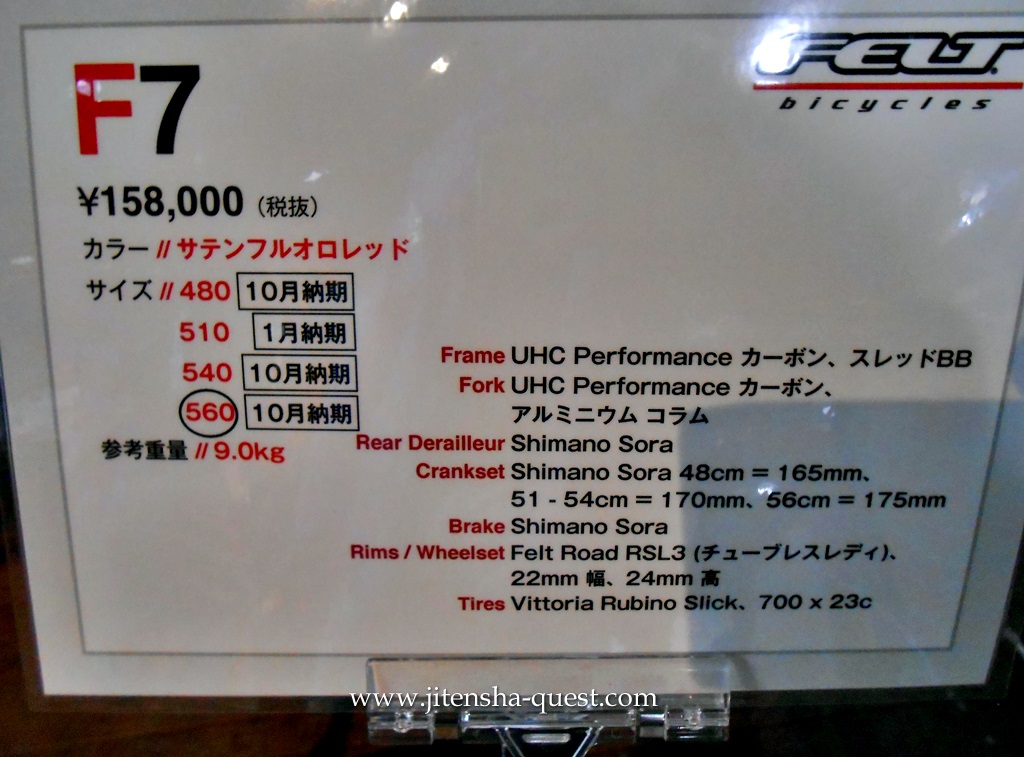 FELT
bicycles
F7
¥158,000 (税抜)
カラー // サテンフルオロレッド
サイズ // 480 10月納期
510 1月納期
540 10月納期
560 10月納期
参考重量 // 9.0kg
Frame UHC Performance カーボン、スレッドBB
Fork UHC Performance カーボン、
アルミニウム コラム
Rear Derailleur Shimano Sora
Crankset Shimano Sora 48cm = 165mm、
51 - 54cm = 170mm、56cm = 175mm
Brake Shimano Sora
Rims / Wheelset Felt Road RSL3 (チューブレスレディ)、
22mm 幅、24mm 高
Tires Vittoria Rubino Slick、700 x 23c
www.jitensha-quest.com